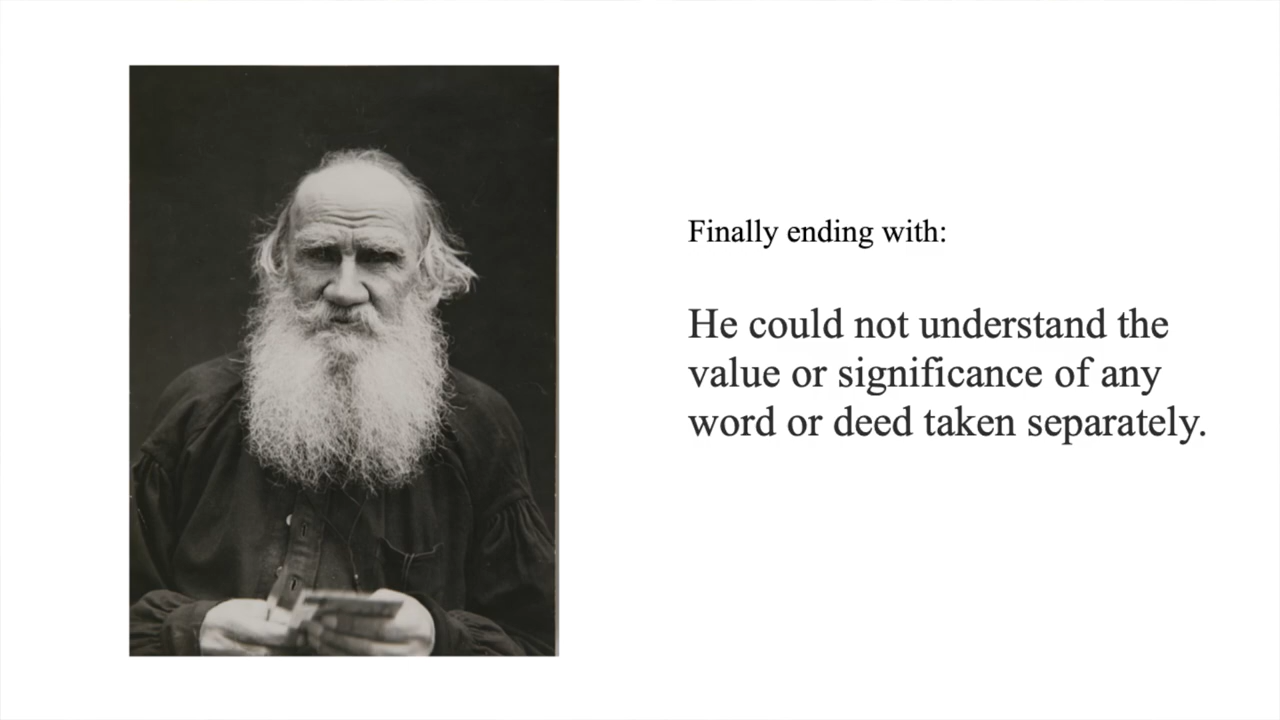 Finally ending with:
He could not understand the
value or significance of any
word or deed taken separately.